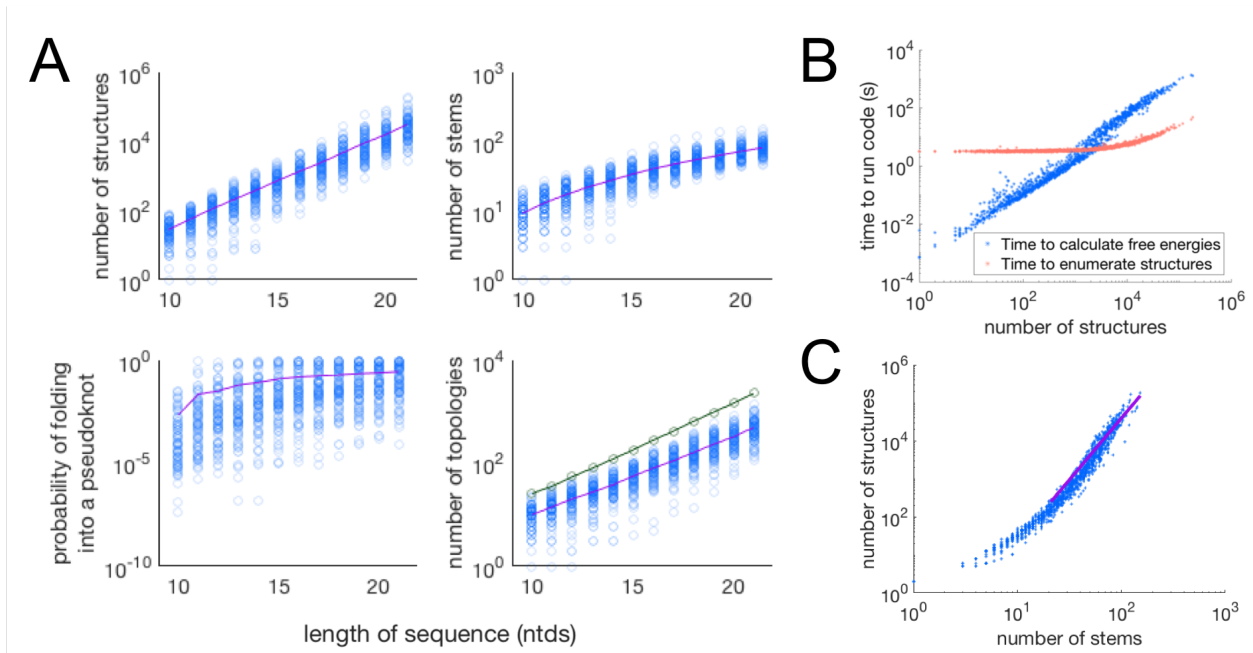 A
number of structures
10^6
10^4
10^2
10^0
10
15
20
number of stems
10^3
10^2
10^1
10^0
10
15
20
probability of folding
into a pseudoknot
10^0
10^-5
10^-10
10
15
20
number of topologies
10^4
10^2
10^0
10
15
20
length of sequence (ntds)
B
time to run code (s)
10^4
10^2
10^0
10^-2
10^-4
Time to calculate free energies
Time to enumerate structures
10^0
10^2
10^4
10^6
number of structures
C
number of structures
10^6
10^4
10^2
10^0
10^0
10^1
10^2
10^3
number of stems